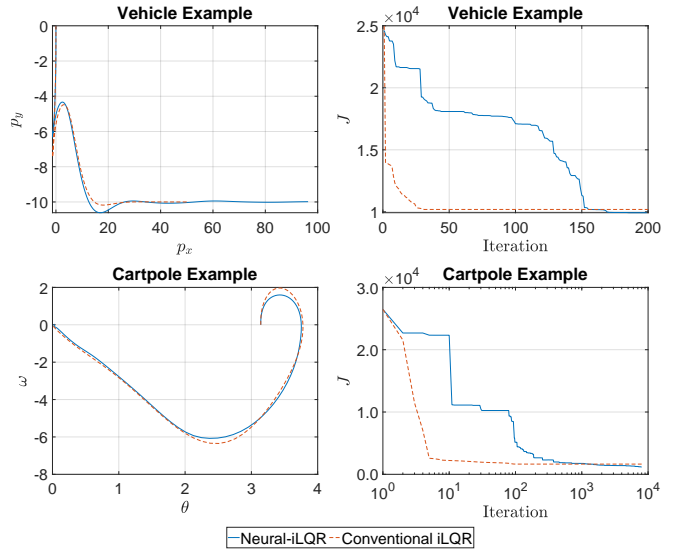 Vehicle Example
0
-2
-4
-6
-8
-10
p_y
0 20 40 60 80 100
p_x
Vehicle Example
×10^4
2.5
2
1.5
1
J
0 50 100 150 200
Iteration
Cartpole Example
2
0
-2
-4
-6
-8
ω
0 1 2 3 4
θ
Cartpole Example
×10^4
3.0
2.0
1.0
0.0
J
10^0 10^1 10^2 10^3 10^4
Iteration
Neural-iLQR Conventional iLQR